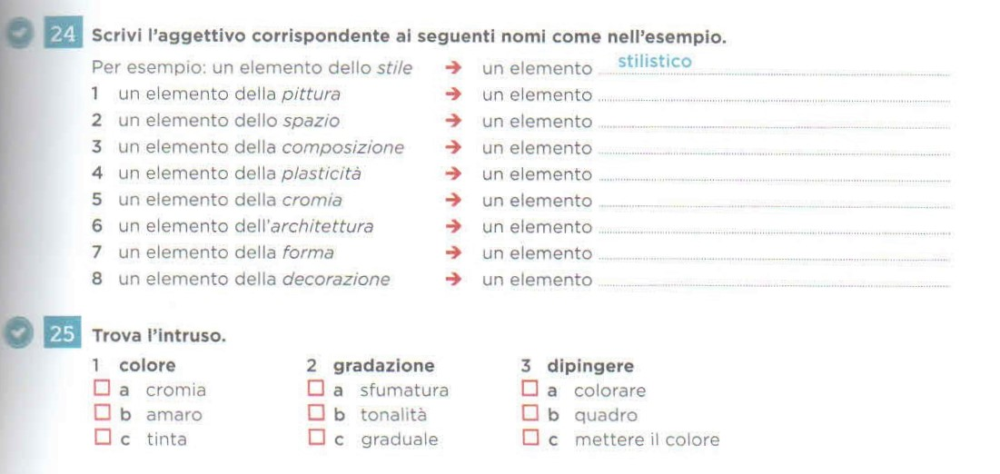 24 Scrivi l'aggettivo corrispondente ai seguenti nomi come nell'esempio.
Per esempio: un elemento dello stile → un elemento stilistico
1 un elemento della pittura → un elemento
2 un elemento dello spazio → un elemento
3 un elemento della composizione → un elemento
4 un elemento della plasticità → un elemento
5 un elemento della cromia → un elemento
6 un elemento dell'architettura → un elemento
7 un elemento della forma → un elemento
8 un elemento della decorazione → un elemento
25 Trova l'intruso.
1 colore 2 gradazione 3 dipingere
a cromia a sfumatura a colorare
b amaro b tonalità b quadro
c tinta c graduale c mettere il colore